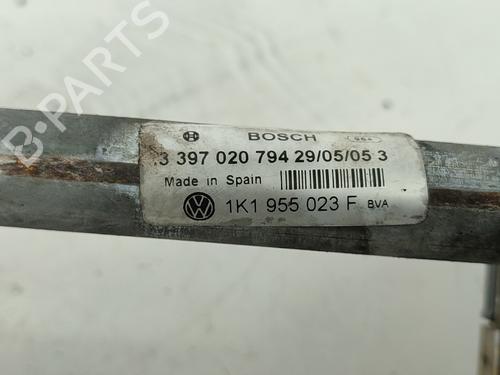 BOSCH
3 397 020 794 29/05/05 3
Made in Spain
1K1 955 023 F BVA
B-PARTS